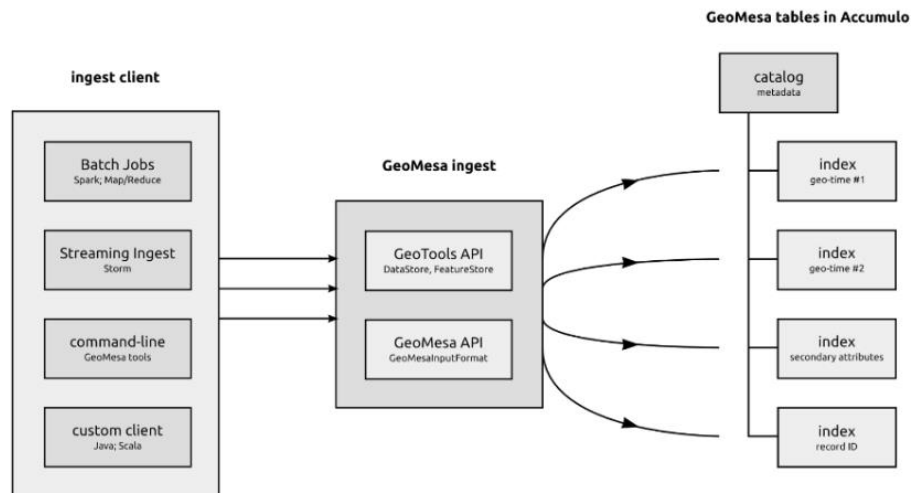 GeoMesa tables in Accumulo
ingest client
catalog
metadata
Batch Jobs
Spark; Map/Reduce
GeoMesa ingest
index
geo-time #1
Streaming Ingest
Storm
GeoTools API
DataStore, FeatureStore
index
geo-time #2
command-line
GeoMesa tools
GeoMesa API
GeoMesaInputFormat
index
secondary attributes
custom client
Java; Scala
index
record ID